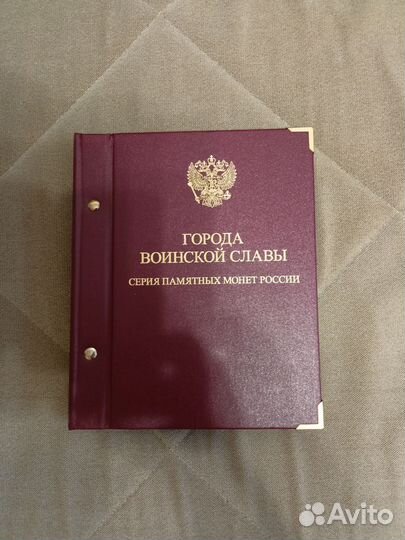 ГОРОДА
ВОИНСКОЙ СЛАВЫ
СЕРИЯ ПАМЯТНЫХ МОНЕТ РОССИИ
Avito